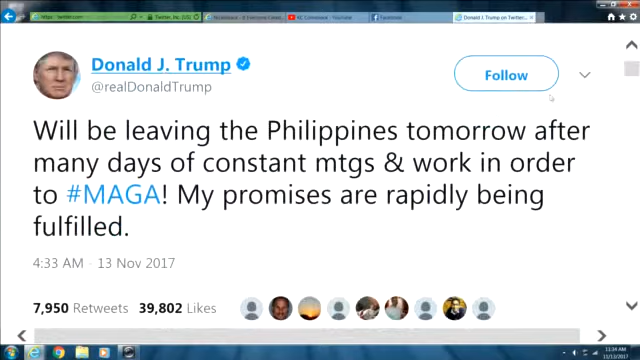 Donald J. Trump on Twitter...
Donald J. Trump
@realDonaldTrump
Follow
Will be leaving the Philippines tomorrow after
many days of constant mtgs & work in order
to #MAGA! My promises are rapidly being
fulfilled.
4:33 AM - 13 Nov 2017
7,950 Retweets 39,802 Likes